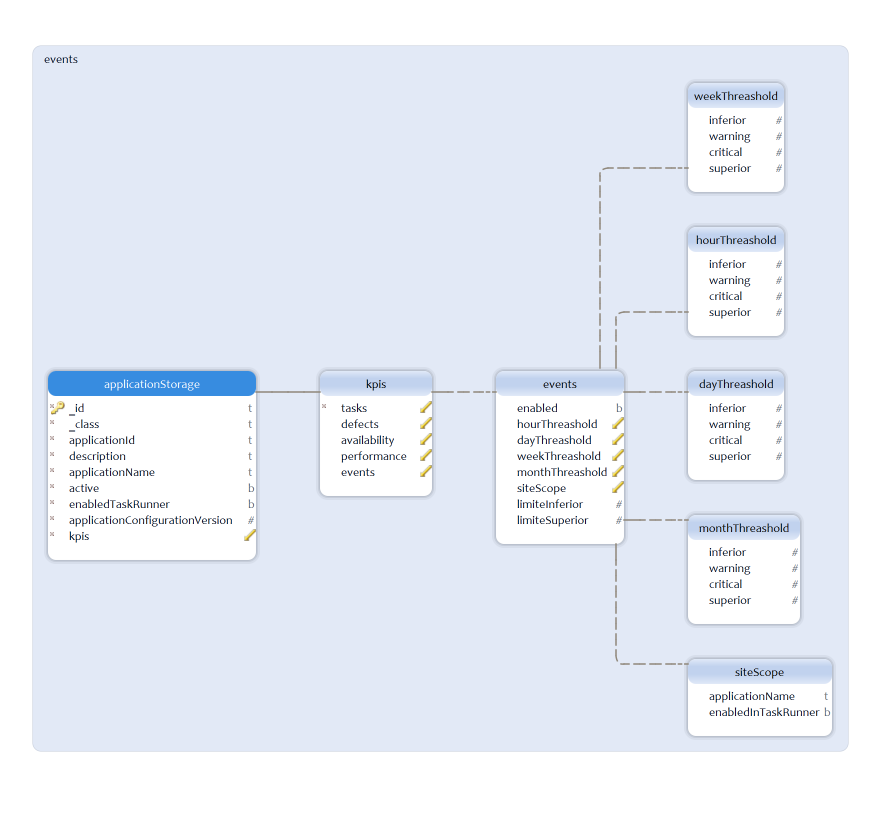 events
weekThreashold
inferior #
warning #
critical #
superior #
hourThreashold
inferior #
warning #
critical #
superior #
applicationStorage
* _id t
* _class t
* applicationId t
* description t
* applicationName t
* active b
* enabledTaskRunner b
* applicationConfigurationVersion #
* kpis
kpis
* tasks
defects
availability
performance
events
events
enabled b
hourThreashold
dayThreashold
weekThreashold
monthThreashold
siteScope
limiteInferior #
limiteSuperior #
dayThreashold
inferior #
warning #
critical #
superior #
monthThreashold
inferior #
warning #
critical #
superior #
siteScope
applicationName t
enabledInTaskRunner b